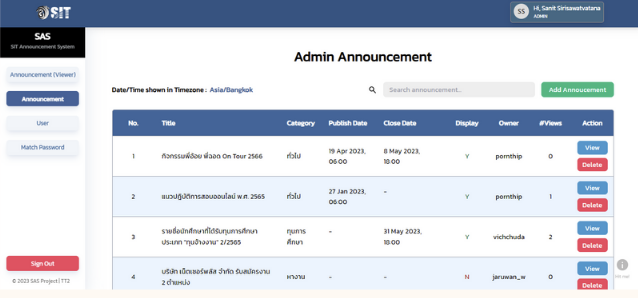 SIT
Hi, Sanit Sirisawatvatana
SS
ADMIN
SAS
SIT Announcement System
Announcement (Viewer)
Announcement
User
Match Password
Sign Out
© 2023 SAS Project | TT2
Admin Announcement
Date/Time shown in Timezone : Asia/Bangkok
Search announcement...
Add Annoucement
No. Title Category Publish Date Close Date Display Owner #Views Action
1 กิจกรรมพี่อ้อย พี่ฉอด On Tour 2566 ทั่วไป 19 Apr 2023, 06:00 8 May 2023, 18:00 Y pornthip 0 View Delete
2 แนวปฏิบัติการสอบออนไลน์ พ.ศ. 2565 ทั่วไป 27 Jan 2023, 06:00 - Y pornthip 1 View Delete
3 รายชื่อนักศึกษาที่ได้รับทุนการศึกษา ประเภท "ทุนจ้างงาน" 2/2565 ทุนการศึกษา - 31 May 2023, 18:00 Y vichchuda 2 View Delete
4 บริษัท เน็ตเซอร์พลัส จำกัด รับสมัครงาน 2 ตำแหน่ง หางาน - - N jaruwan_w 0 View Delete